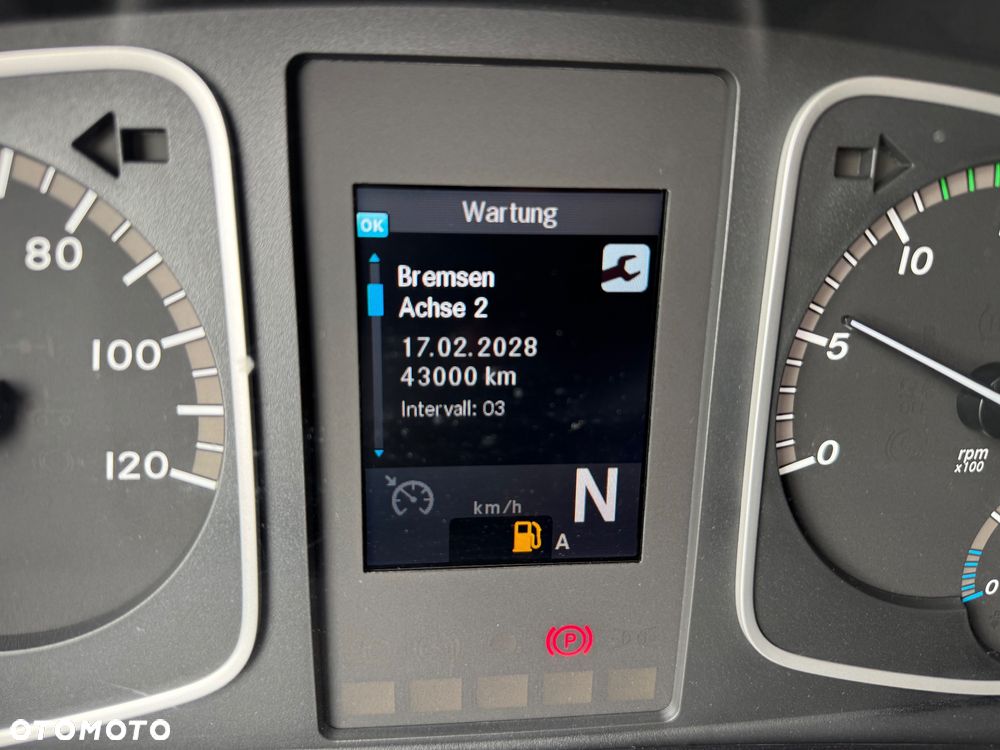 Wartung
OK
Bremsen
Achse 2
17.02.2028
43000 km
Intervall: 03
km/h
N
A
P
80
100
120
10
5
0
rpm
x100
0
OTOMOTO